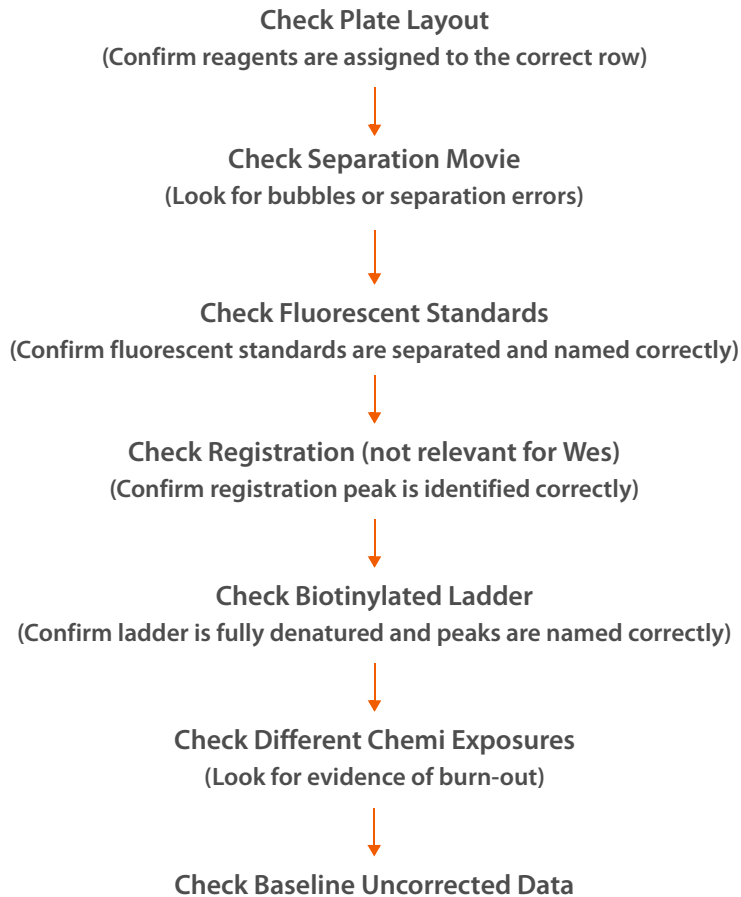 Check Plate Layout
(Confirm reagents are assigned to the correct row)
Check Separation Movie
(Look for bubbles or separation errors)
Check Fluorescent Standards
(Confirm fluorescent standards are separated and named correctly)
Check Registration (not relevant for Wes)
(Confirm registration peak is identified correctly)
Check Biotinylated Ladder
(Confirm ladder is fully denatured and peaks are named correctly)
Check Different Chemi Exposures
(Look for evidence of burn-out)
Check Baseline Uncorrected Data